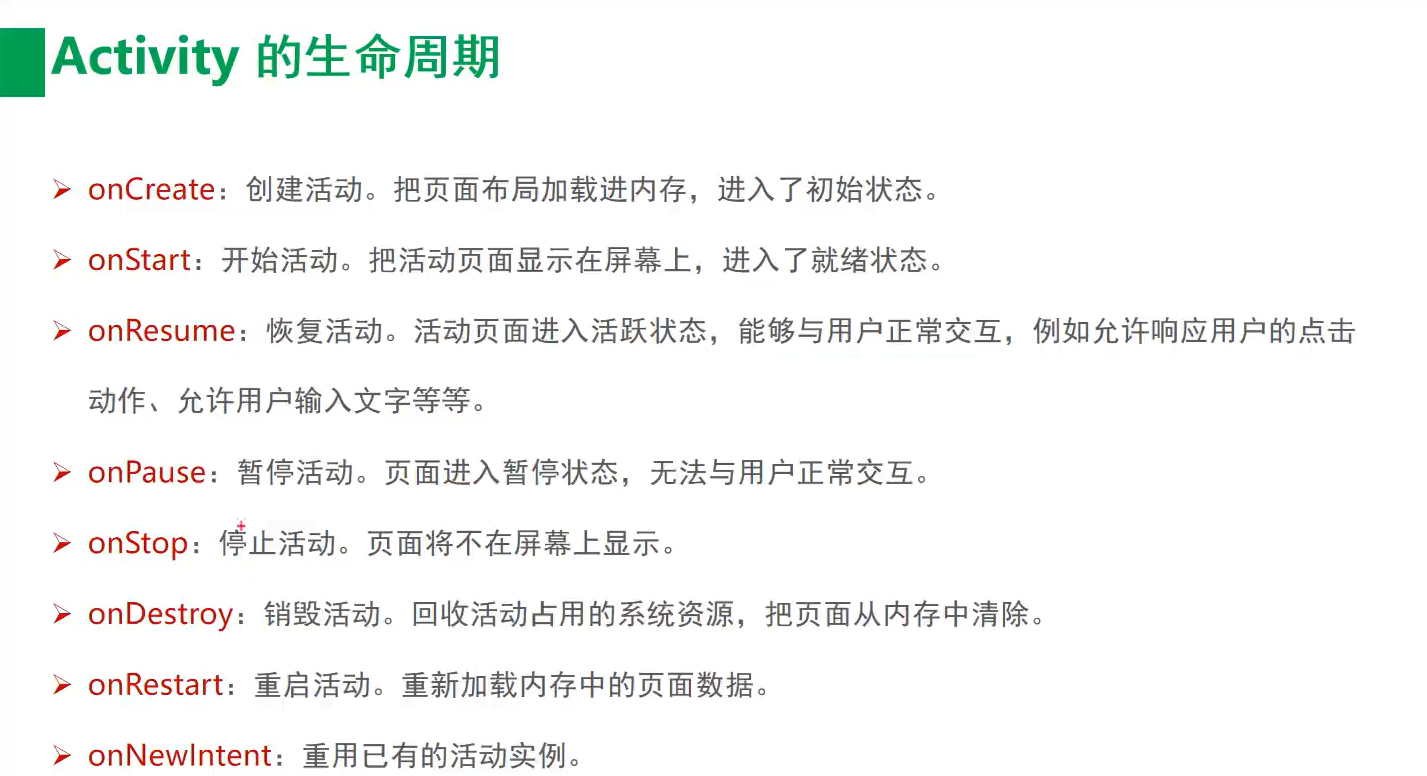 Activity 的生命周期
onCreate：创建活动。把页面布局加载进内存，进入了初始状态。
onStart：开始活动。把活动页面显示在屏幕上，进入了就绪状态。
onResume：恢复活动。活动页面进入活跃状态，能够与用户正常交互，例如允许响应用户的点击
动作、允许用户输入文字等等。
onPause：暂停活动。页面进入暂停状态，无法与用户正常交互。
onStop：停止活动。页面将不在屏幕上显示。
onDestroy：销毁活动。回收活动占用的系统资源，把页面从内存中清除。
onRestart：重启活动。重新加载内存中的页面数据。
onNewIntent：重用已有的活动实例。